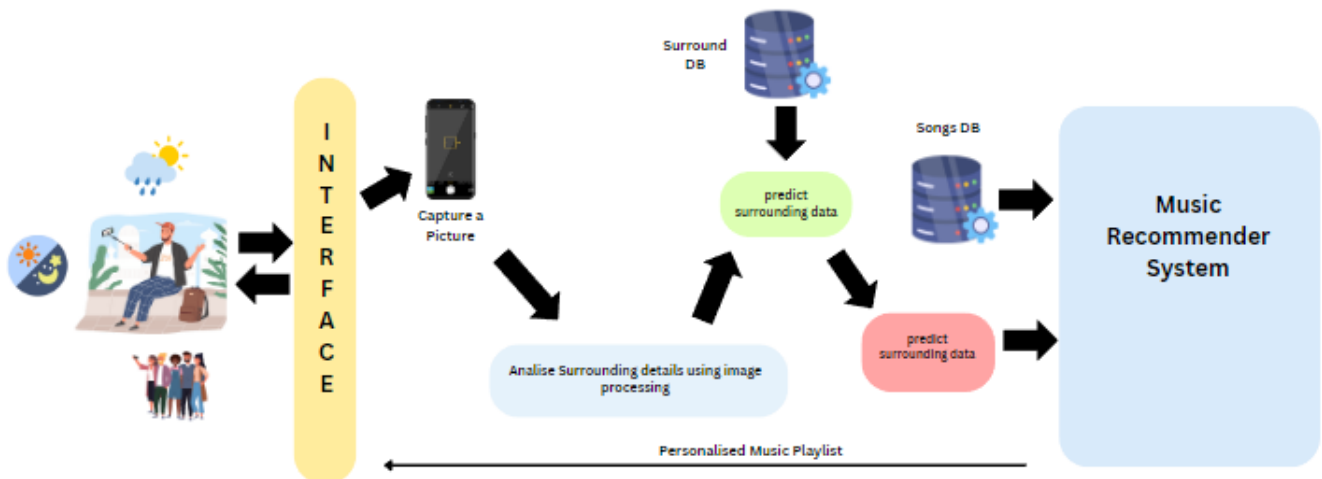 INTERFACE
Capture a
Picture
Analise Surrounding details using image
processing
Surround
DB
predict
surrounding data
Songs DB
predict
surrounding data
Music
Recommender
System
Personalised Music Playlist